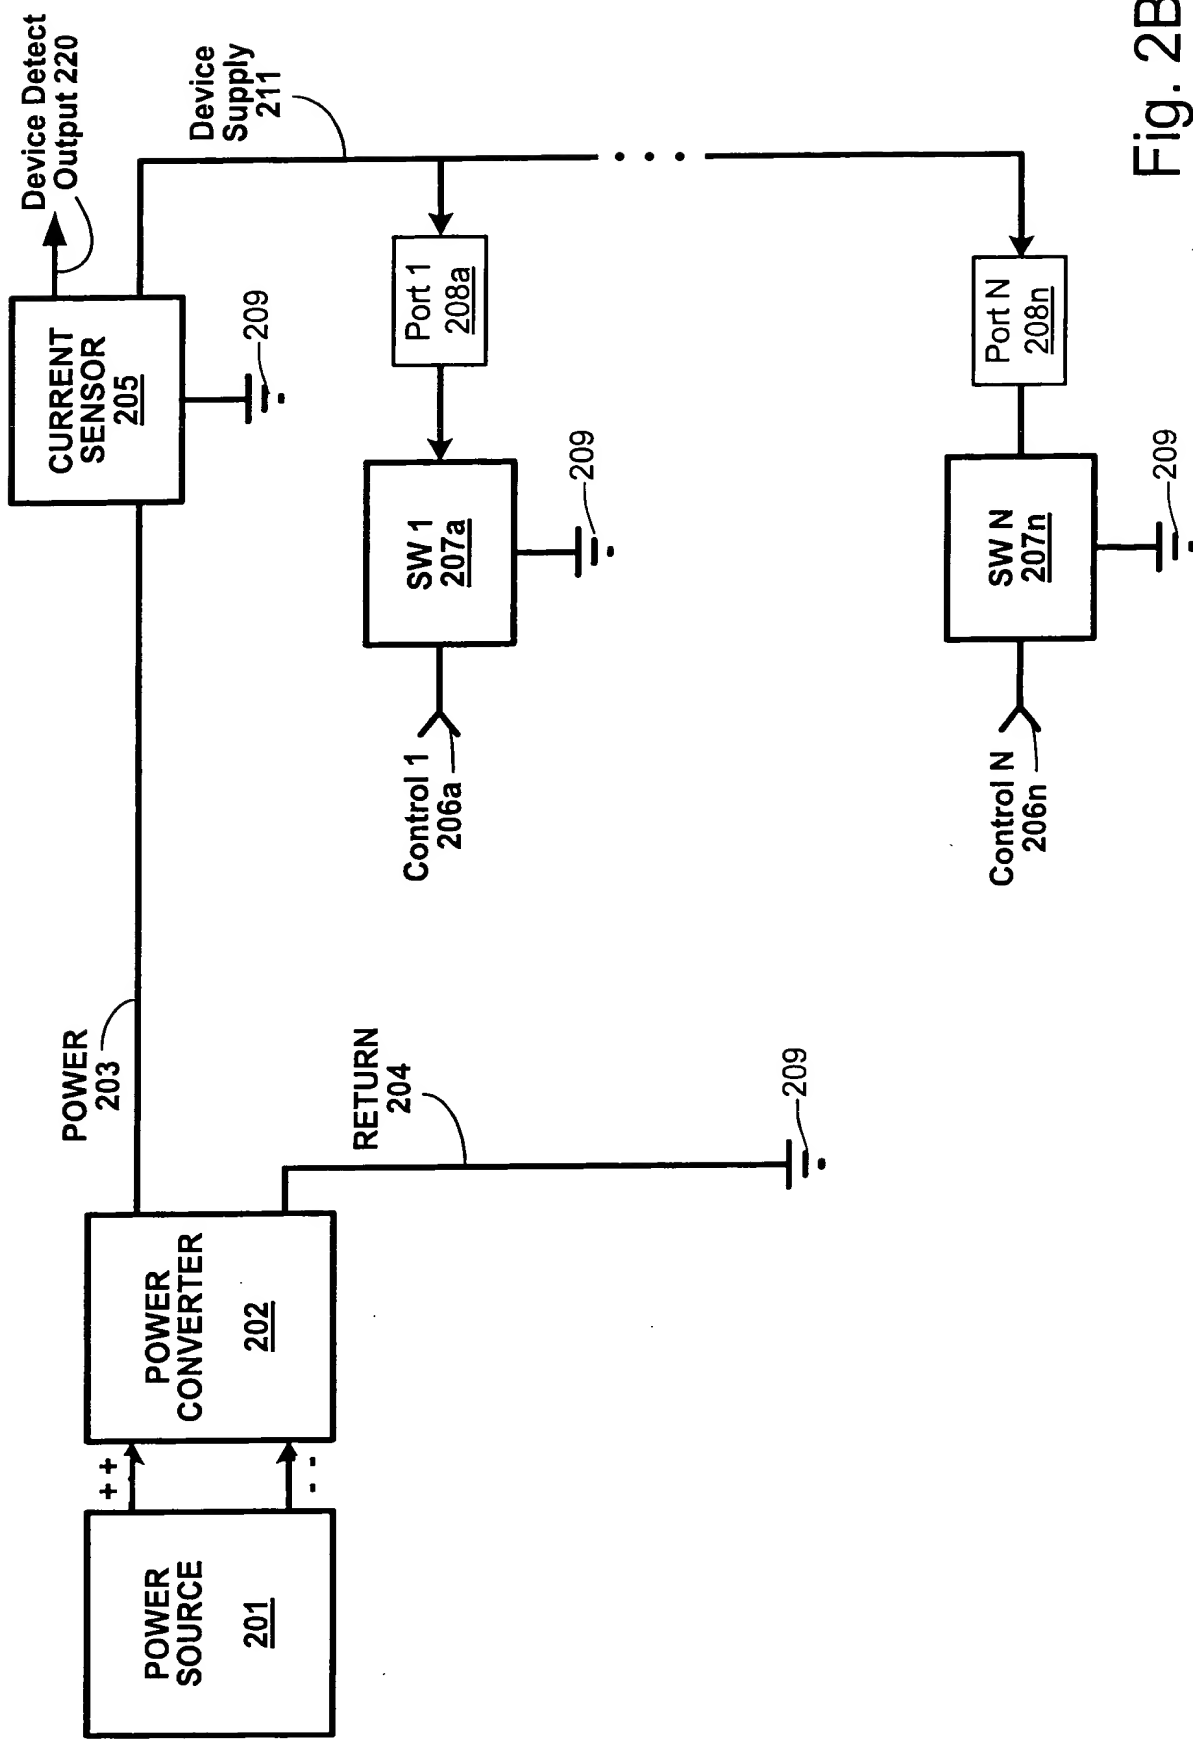 POWER
SOURCE
201
+ +
- -
POWER
CONVERTER
202
POWER
203
RETURN
204
209
CURRENT
SENSOR
205
209
Device Detect
Output 220
Device
Supply
211
Control 1
206a
SW 1
207a
209
Port 1
208a
Control N
206n
SW N
207n
209
Port N
208n
Fig. 2B